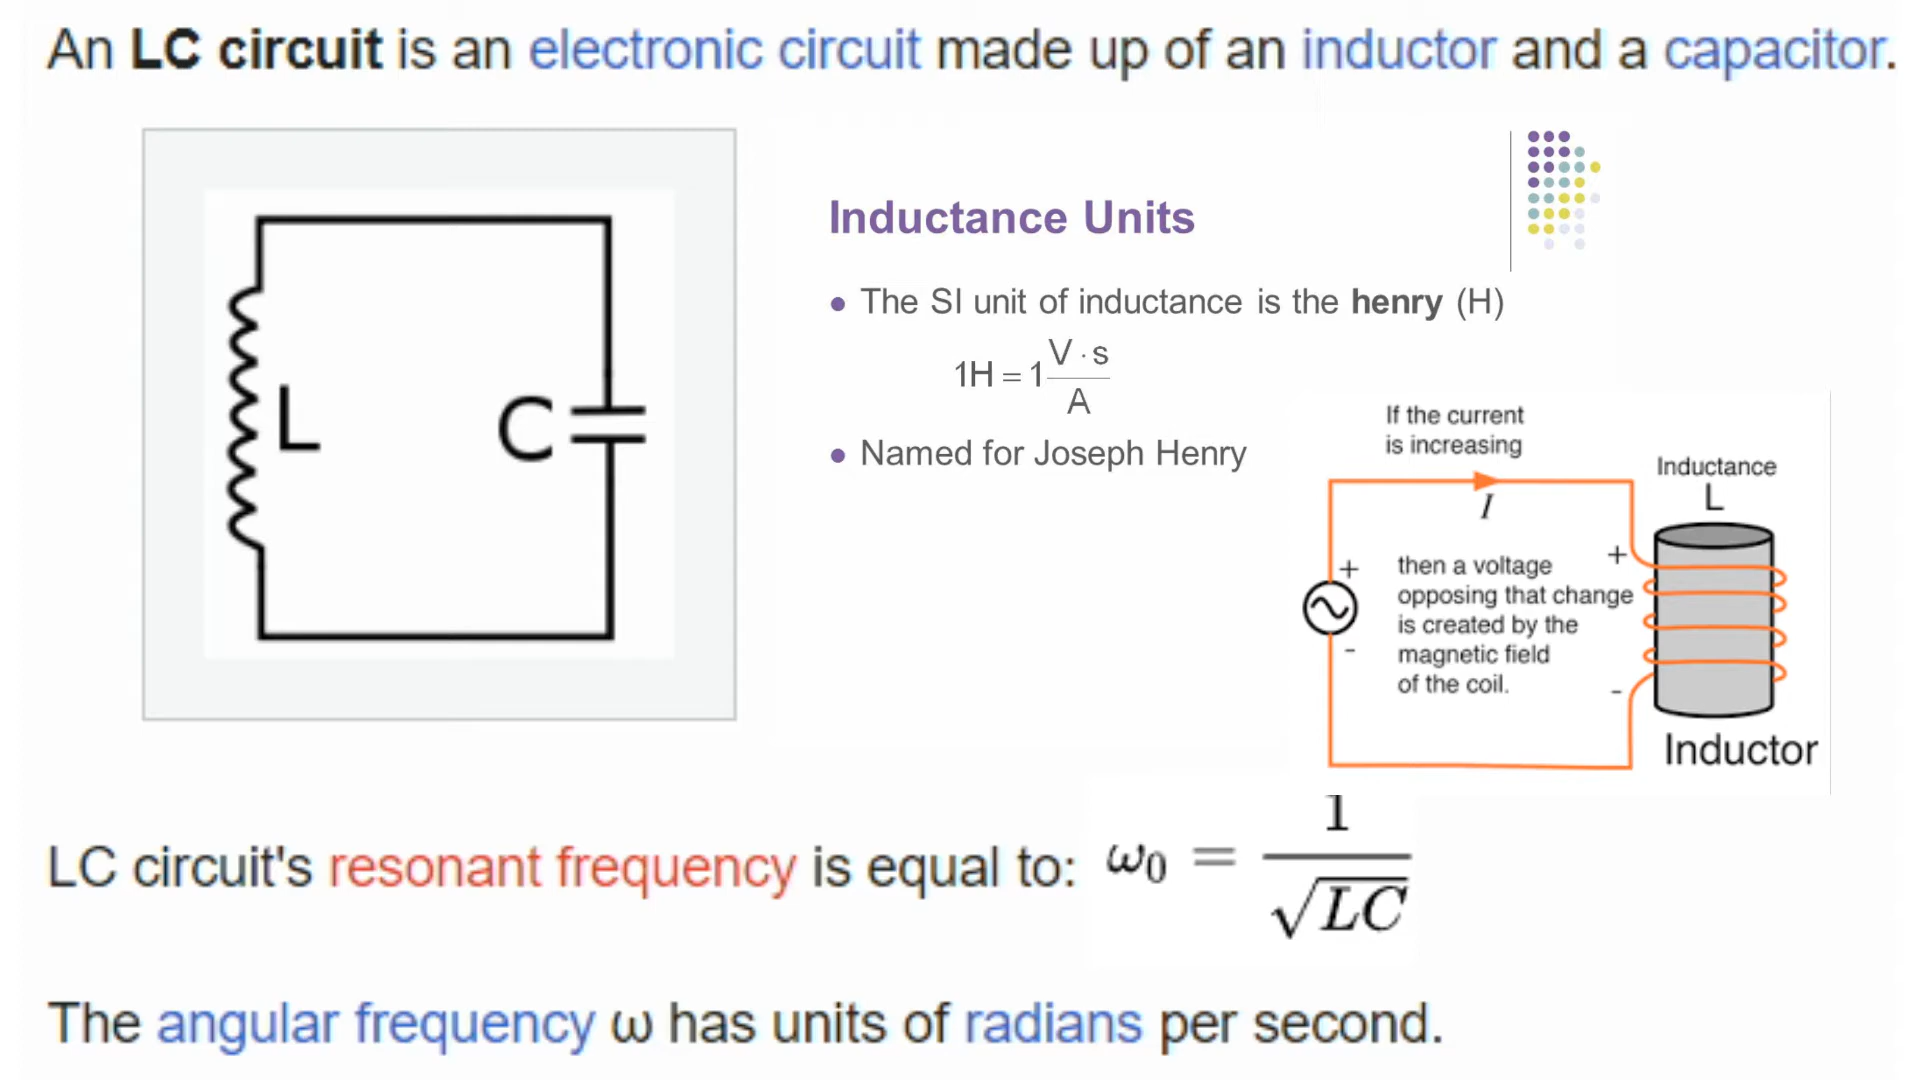 An LC circuit is an electronic circuit made up of an inductor and a capacitor.
L
C
Inductance Units
• The SI unit of inductance is the henry (H)
1H = 1 V · s / A
• Named for Joseph Henry
If the current
is increasing
I
Inductance
L
+
+
then a voltage
opposing that change
is created by the
magnetic field
of the coil.
-
-
Inductor
LC circuit's resonant frequency is equal to: ω₀ = 1 / √LC
The angular frequency ω has units of radians per second.